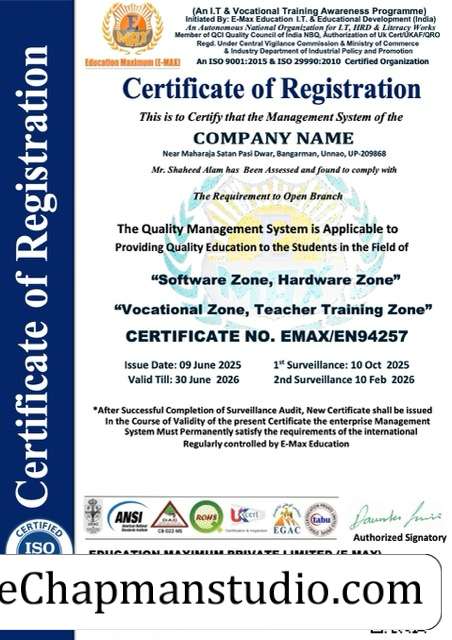 (An I.T & Vocational Training Awareness Programme)
Initiated By: E-Max Education I.T. & Educational Development (India)
An Autonomous National Organization for I.T, HRD & Literacy Works
Member of QCI Quality Council of India NBQ, Authorization of Uk Cert/UKAF/QRO
Regd. Under Central Vigilance Commission & Ministry of Commerce
& Industry Department of Industrial Policy and Promotion
An ISO 9001:2015 & ISO 29990:2010 Certified Organization
E
MAX
Education Maximum (E-MAX)
Certificate of Registration
Certificate of Registration
This is to Certify that the Management System of the
COMPANY NAME
Near Maharaja Satan Pasi Dwar, Bangarman, Unnao, UP-209868
Mr. Shaheed Alam has Been Assessed and found to comply with
The Requirement to Open Branch
The Quality Management System is Applicable to
Providing Quality Education to the Students in the Field of
MAX
“Software Zone, Hardware Zone”
“Vocational Zone, Teacher Training Zone”
CERTIFICATE NO. EMAX/EN94257
Issue Date: 09 June 2025 1st Surveillance: 10 Oct 2025
Valid Till: 30 June 2026 2nd Surveillance 10 Feb 2026
*After Successful Completion of Surveillance Audit, New Certificate shall be issued
In the Course of Validity of the present Certificate the enterprise Management
System Must Permanently satisfy the requirements of the international
Regularly controlled by E-Max Education
ANSI
ROHS
UKcert
EGAC
tabu
Authorized Signatory
CERTIFIED
ISO
EDUCATION MAXIMUM PRIVATE LIMITED (E-MAX)
eChapmanstudio.com